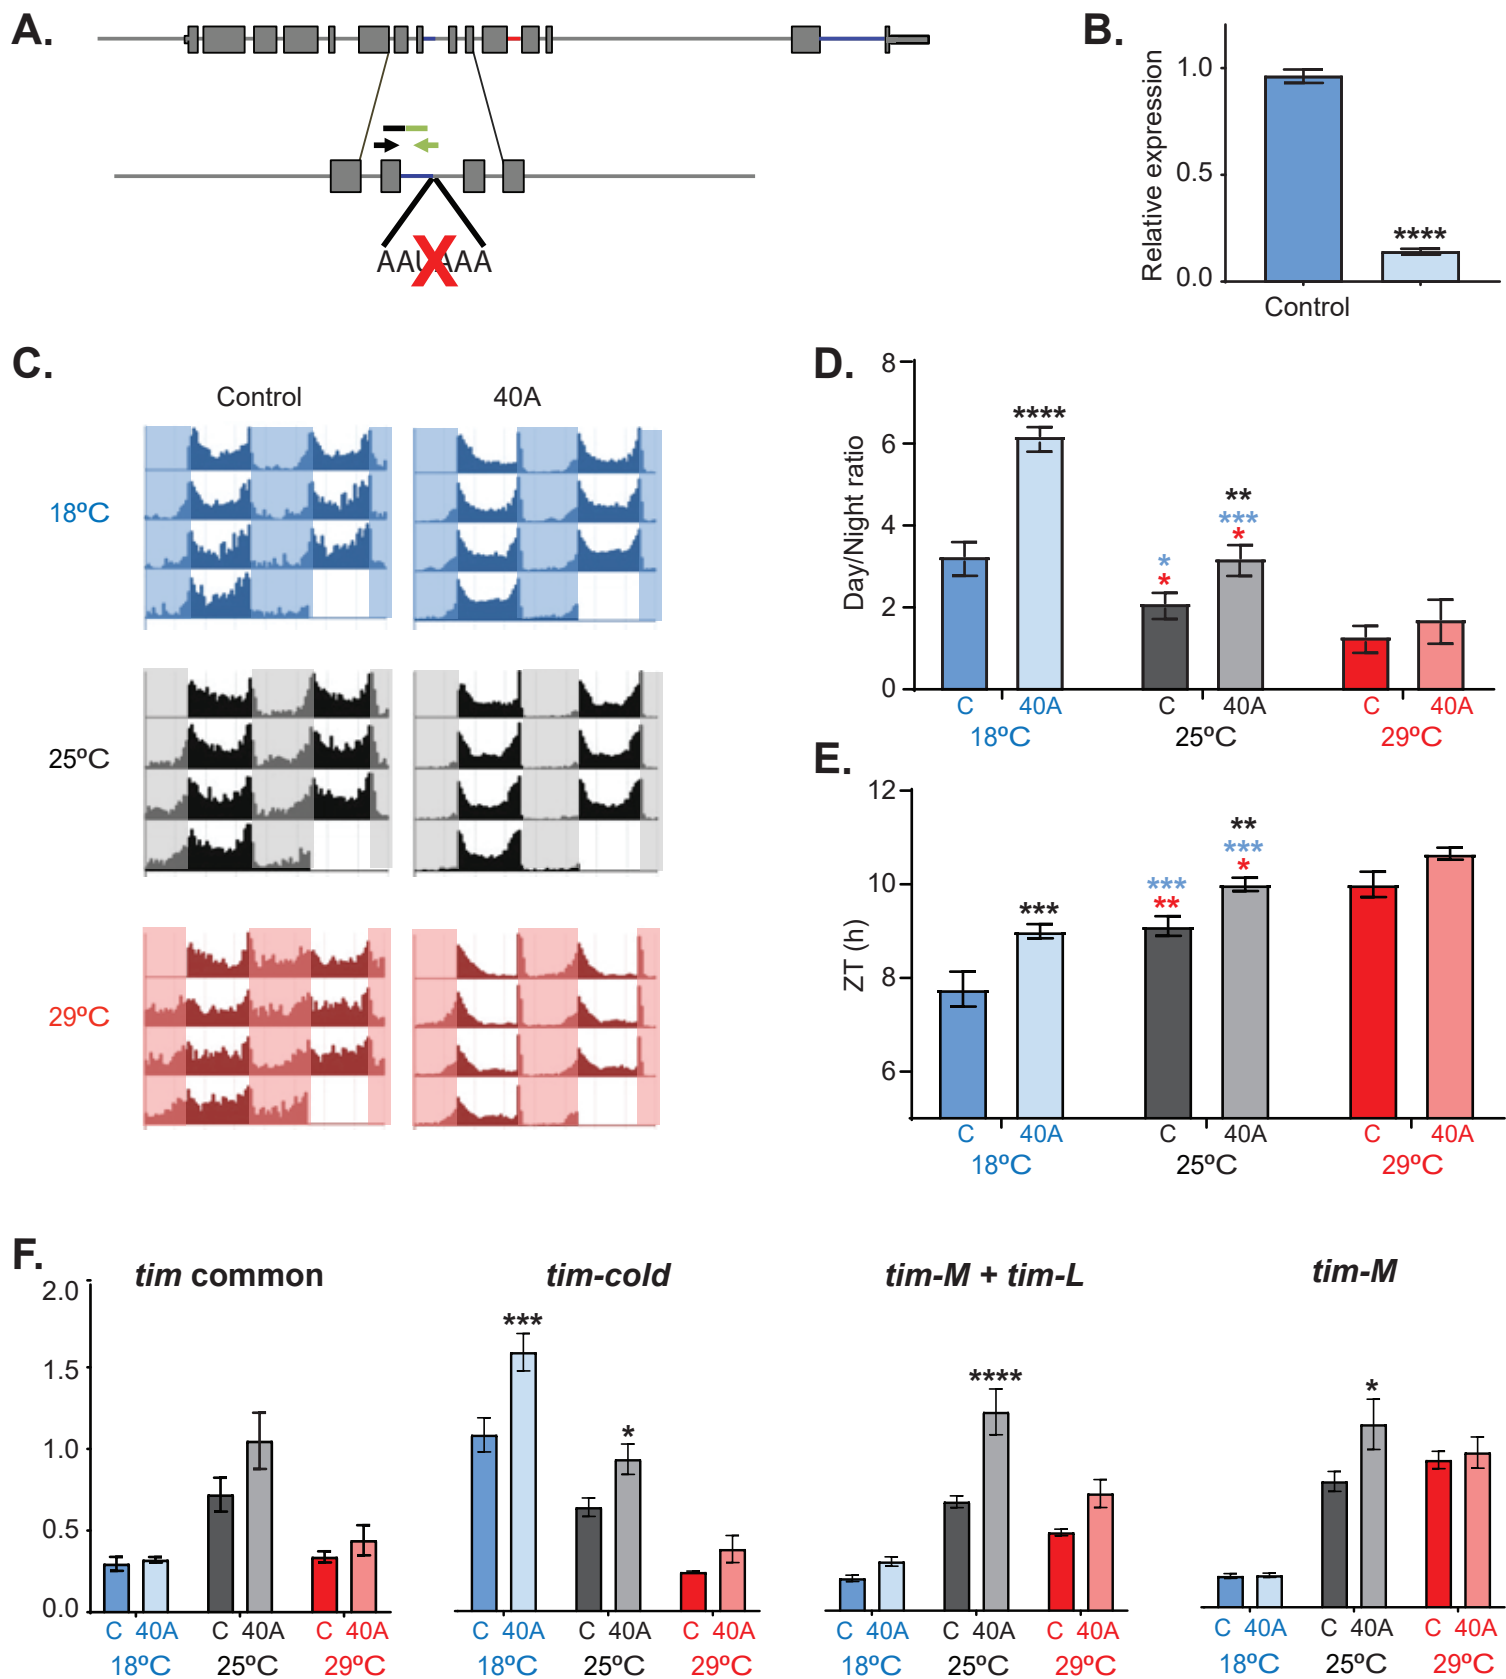 A.
AAUAAA
X
B.
Relative expression
1.0
0.5
0.0
****
Control
C.
Control 40A
18ºC
25ºC
29ºC
D.
Day/Night ratio
8
6
4
2
0
****
*
*
**
***
*
C 40A C 40A C 40A
18ºC 25ºC 29ºC
E.
ZT (h)
12
10
8
6
***
***
**
**
***
*
C 40A C 40A C 40A
18ºC 25ºC 29ºC
F.
tim common
2.0
1.5
1.0
0.5
0.0
C 40A C 40A C 40A
18ºC 25ºC 29ºC
tim-cold
***
*
C 40A C 40A C 40A
18ºC 25ºC 29ºC
tim-M + tim-L
****
C 40A C 40A C 40A
18ºC 25ºC 29ºC
tim-M
*
C 40A C 40A C 40A
18ºC 25ºC 29ºC